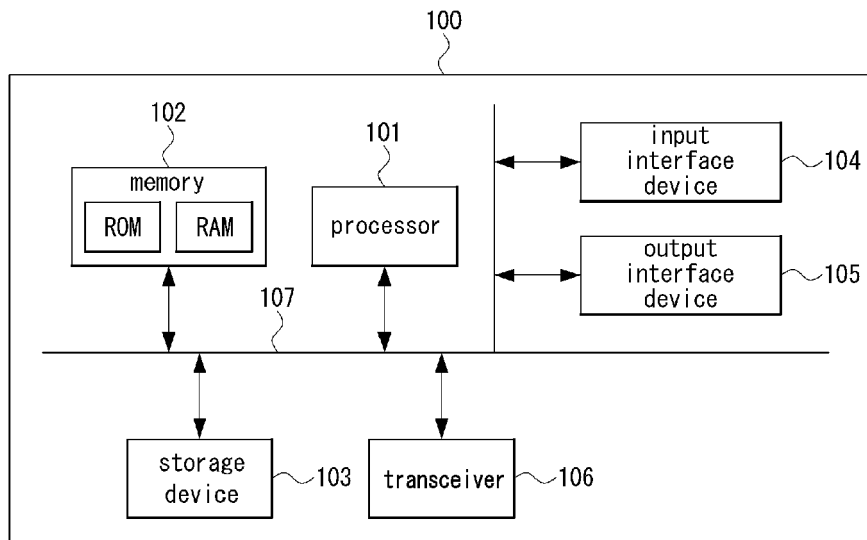 100
102
memory
ROM
RAM
101
processor
input
interface
device
104
output
interface
device
105
107
storage
device
103
transceiver
106